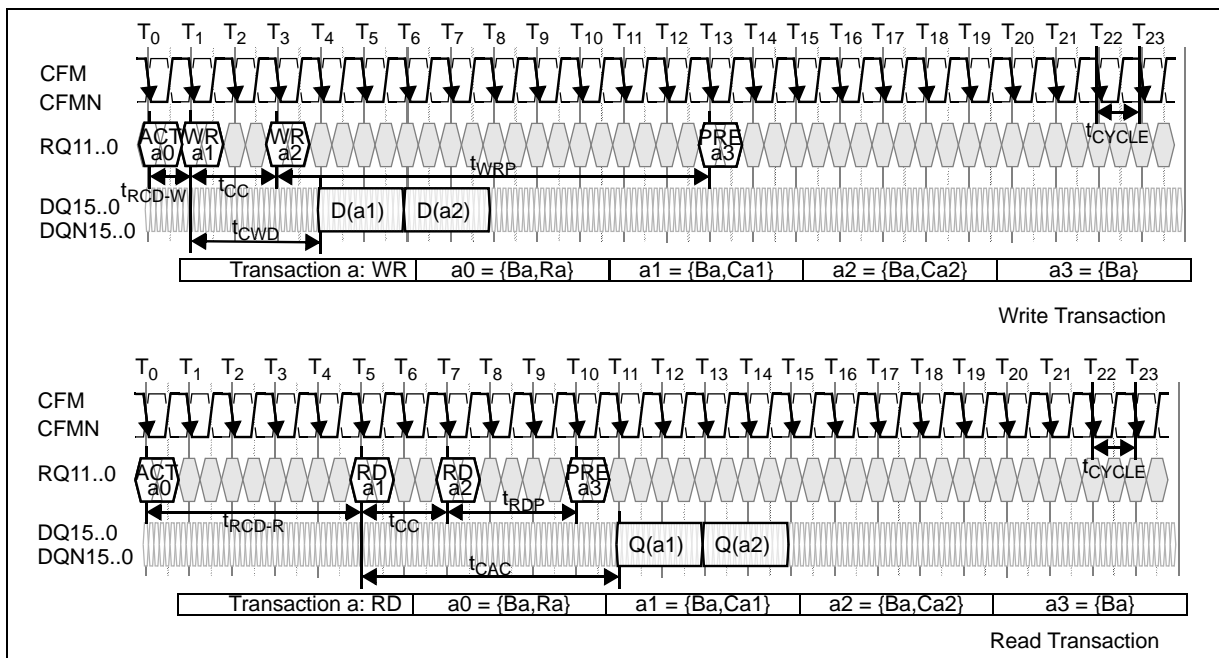 T0 T1 T2 T3 T4 T5 T6 T7 T8 T9 T10 T11 T12 T13 T14 T15 T16 T17 T18 T19 T20 T21 T22 T23
CFM
CFMN
RQ11..0
ACT a0
WR a1
WR a2
PRE a3
tCYCLE
tRCD-W
tCC
tWRP
DQ15..0
DQN15..0
D(a1)
D(a2)
tCWD
Transaction a: WR
a0 = {Ba,Ra}
a1 = {Ba,Ca1}
a2 = {Ba,Ca2}
a3 = {Ba}
Write Transaction
T0 T1 T2 T3 T4 T5 T6 T7 T8 T9 T10 T11 T12 T13 T14 T15 T16 T17 T18 T19 T20 T21 T22 T23
CFM
CFMN
RQ11..0
ACT a0
RD a1
RD a2
PRE a3
tCYCLE
tRCD-R
tCC
tRDP
DQ15..0
DQN15..0
Q(a1)
Q(a2)
tCAC
Transaction a: RD
a0 = {Ba,Ra}
a1 = {Ba,Ca1}
a2 = {Ba,Ca2}
a3 = {Ba}
Read Transaction